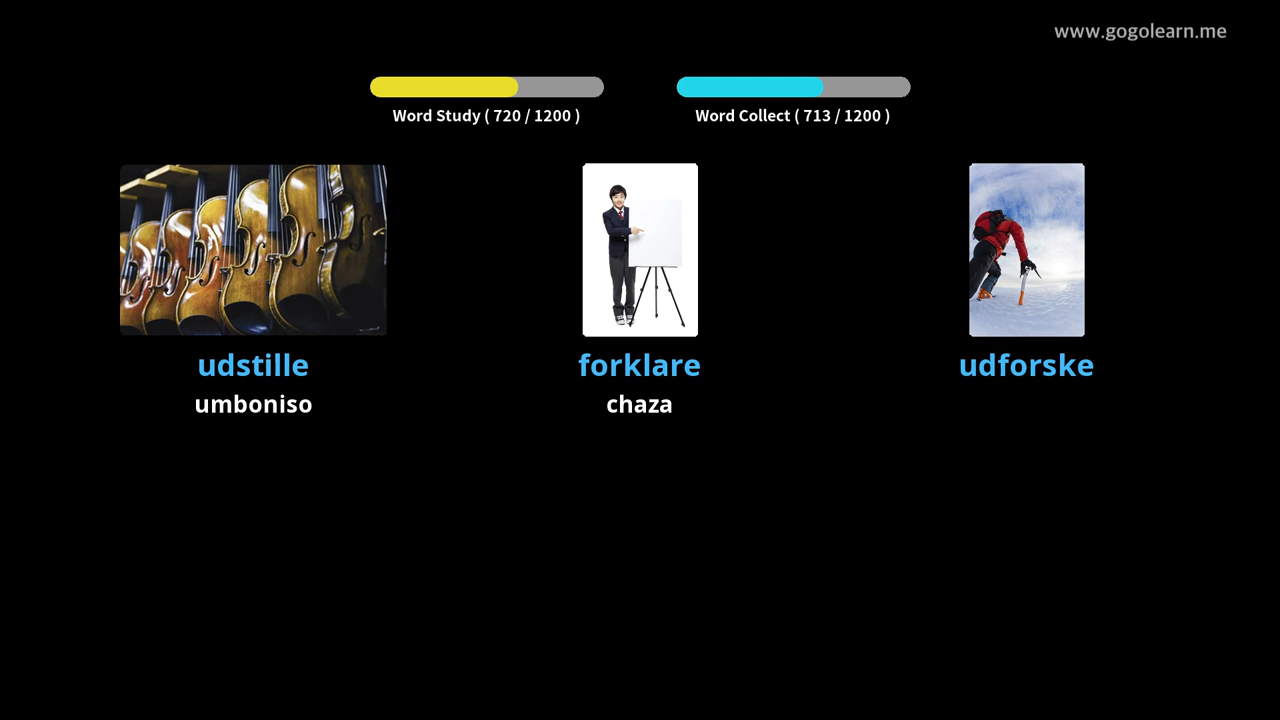 www.gogolearn.me
Word Study ( 720 / 1200 )
Word Collect ( 713 / 1200 )
udstille
forklare
udforske
umboniso
chaza